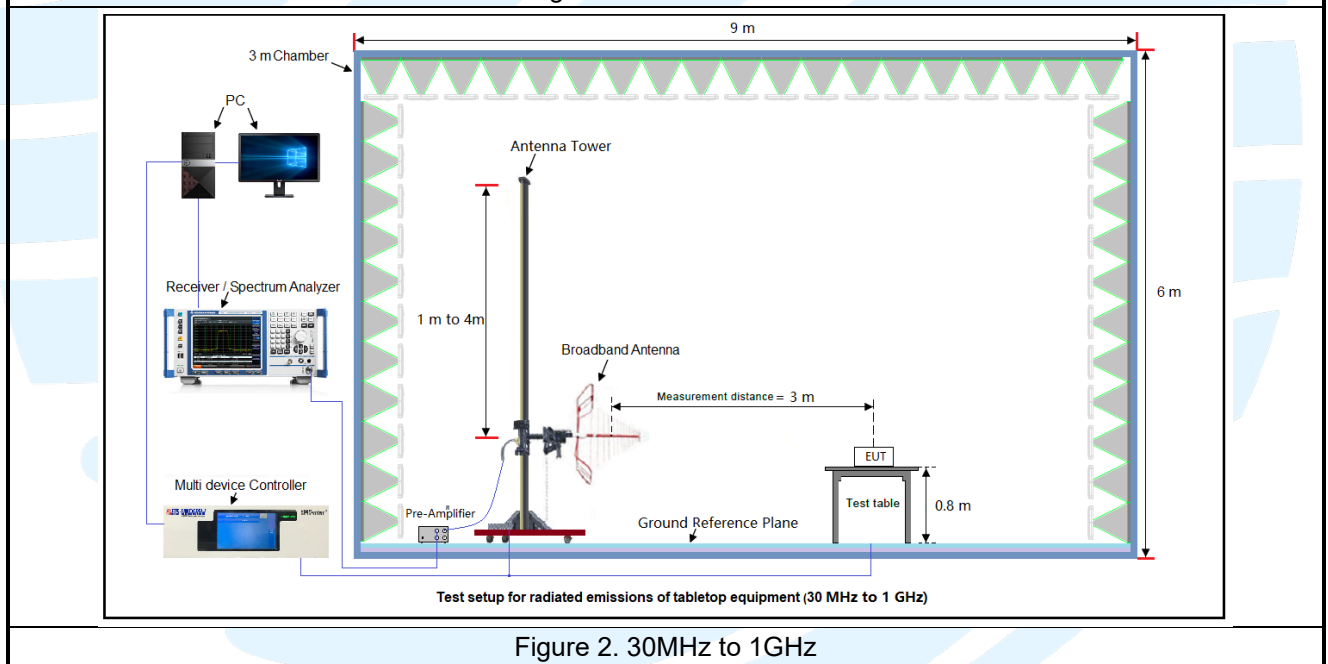 9 m
3 m Chamber
PC
Antenna Tower
Receiver / Spectrum Analyzer
1 m to 4m
6 m
Broadband Antenna
Measurement distance = 3 m
EUT
Multi device Controller
Pre-Amplifier
Test table
0.8 m
Ground Reference Plane
Test setup for radiated emissions of tabletop equipment (30 MHz to 1 GHz)
Figure 2. 30MHz to 1GHz